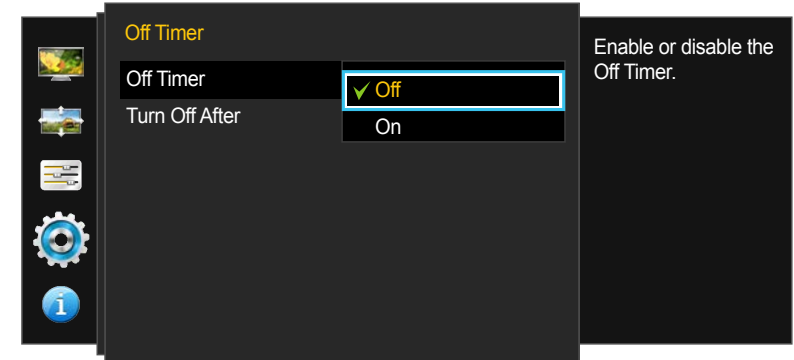 Off Timer
Off Timer
Off
Turn Off After
On
Enable or disable the
Off Timer.
i